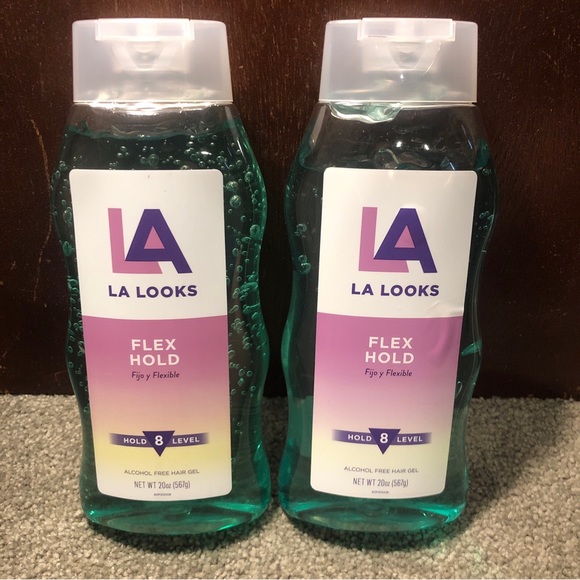 LA
LA LOOKS
FLEX
HOLD
Fijo y Flexible
HOLD 8 LEVEL
ALCOHOL FREE HAIR GEL
NET WT 20oz (567g)
LA
LA LOOKS
FLEX
HOLD
Fijo y Flexible
HOLD 8 LEVEL
ALCOHOL FREE HAIR GEL
NET WT 20oz (567g)